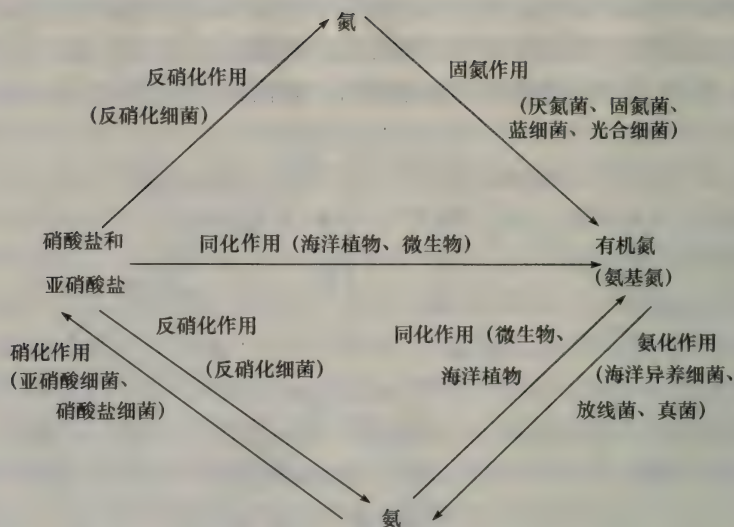 氮
反硝化作用
(反硝化细菌)
固氮作用
(厌氮菌、固氮菌、
蓝细菌、光合细菌)
硝酸盐和
亚硝酸盐
同化作用(海洋植物、微生物)
有机氮
(氨基氮)
硝化作用
(亚硝酸细菌、
硝酸盐细菌)
反硝化作用
(反硝化细菌)
同化作用(微生物、
海洋植物
氨化作用
(海洋异养细菌、
放线菌、真菌)
氨